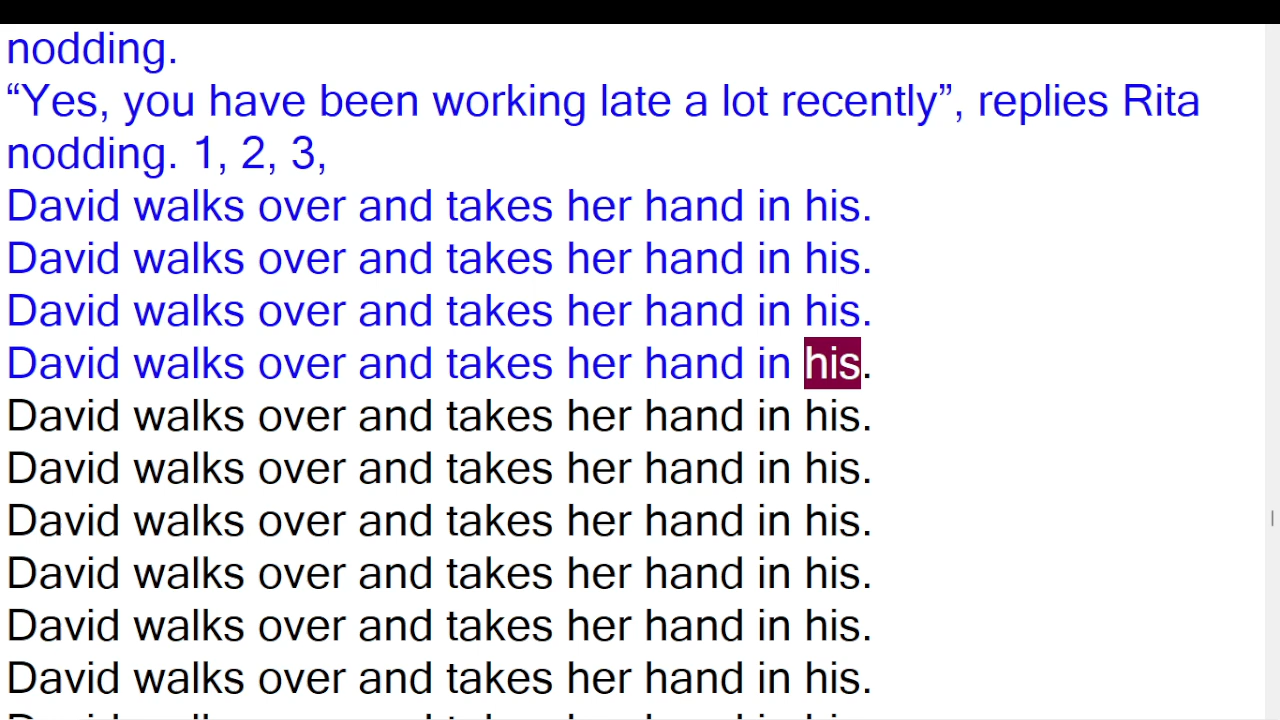 nodding.
“Yes, you have been working late a lot recently”, replies Rita
nodding. 1, 2, 3,
David walks over and takes her hand in his.
David walks over and takes her hand in his.
David walks over and takes her hand in his.
David walks over and takes her hand in his.
David walks over and takes her hand in his.
David walks over and takes her hand in his.
David walks over and takes her hand in his.
David walks over and takes her hand in his.
David walks over and takes her hand in his.
David walks over and takes her hand in his.